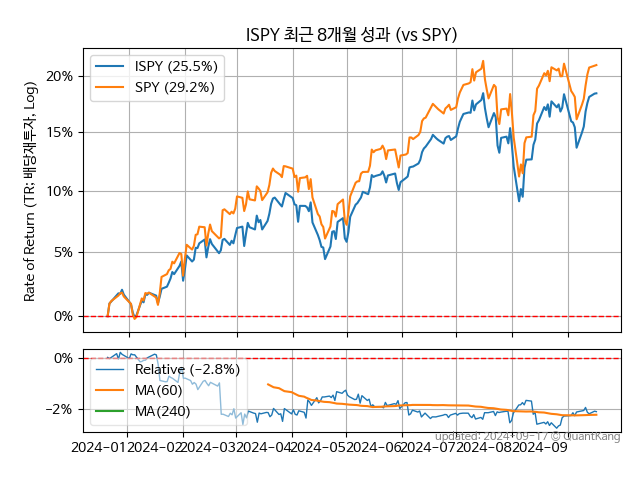 ISPY 최근 8개월 성과 (vs SPY)
Rate of Return (TR: 배당재투자, Log)
20%
15%
10%
5%
0%
ISPY (25.5%)
SPY (29.2%)
0%
−2%
Relative (−2.8%)
MA(60)
MA(240)
2024−01
2024−02
2024−03
2024−04
2024−05
2024−06
2024−07
2024−08
2024−09
updated: 2024−09−17 © QuantKang